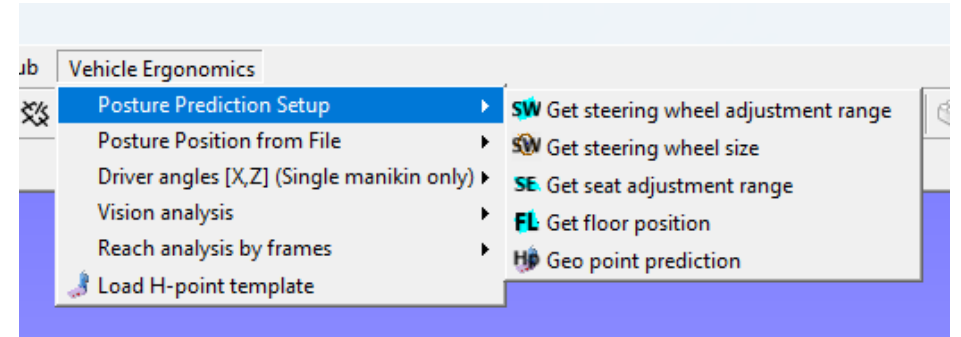 ub Vehicle Ergonomics
Posture Prediction Setup
Posture Position from File
Driver angles [X,Z] (Single manikin only)
Vision analysis
Reach analysis by frames
Load H-point template
SW Get steering wheel adjustment range
SW Get steering wheel size
SE Get seat adjustment range
FL Get floor position
HP Geo point prediction